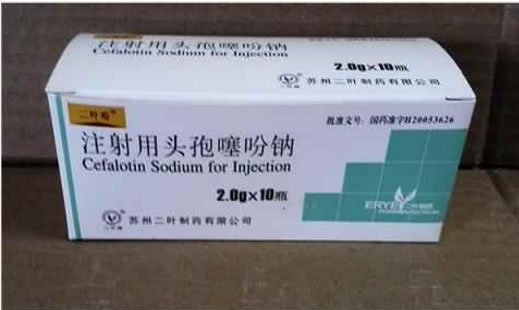 注射用头孢噻吩钠
Cefalotin Sodium for Injection
2.0g×10瓶
苏州二叶制药有限公司
批准文号：国药准字H20053626
注射用头孢噻吩钠
Cefalotin Sodium for Injection
2.0g×10瓶
苏州二叶制药有限公司
ERYE